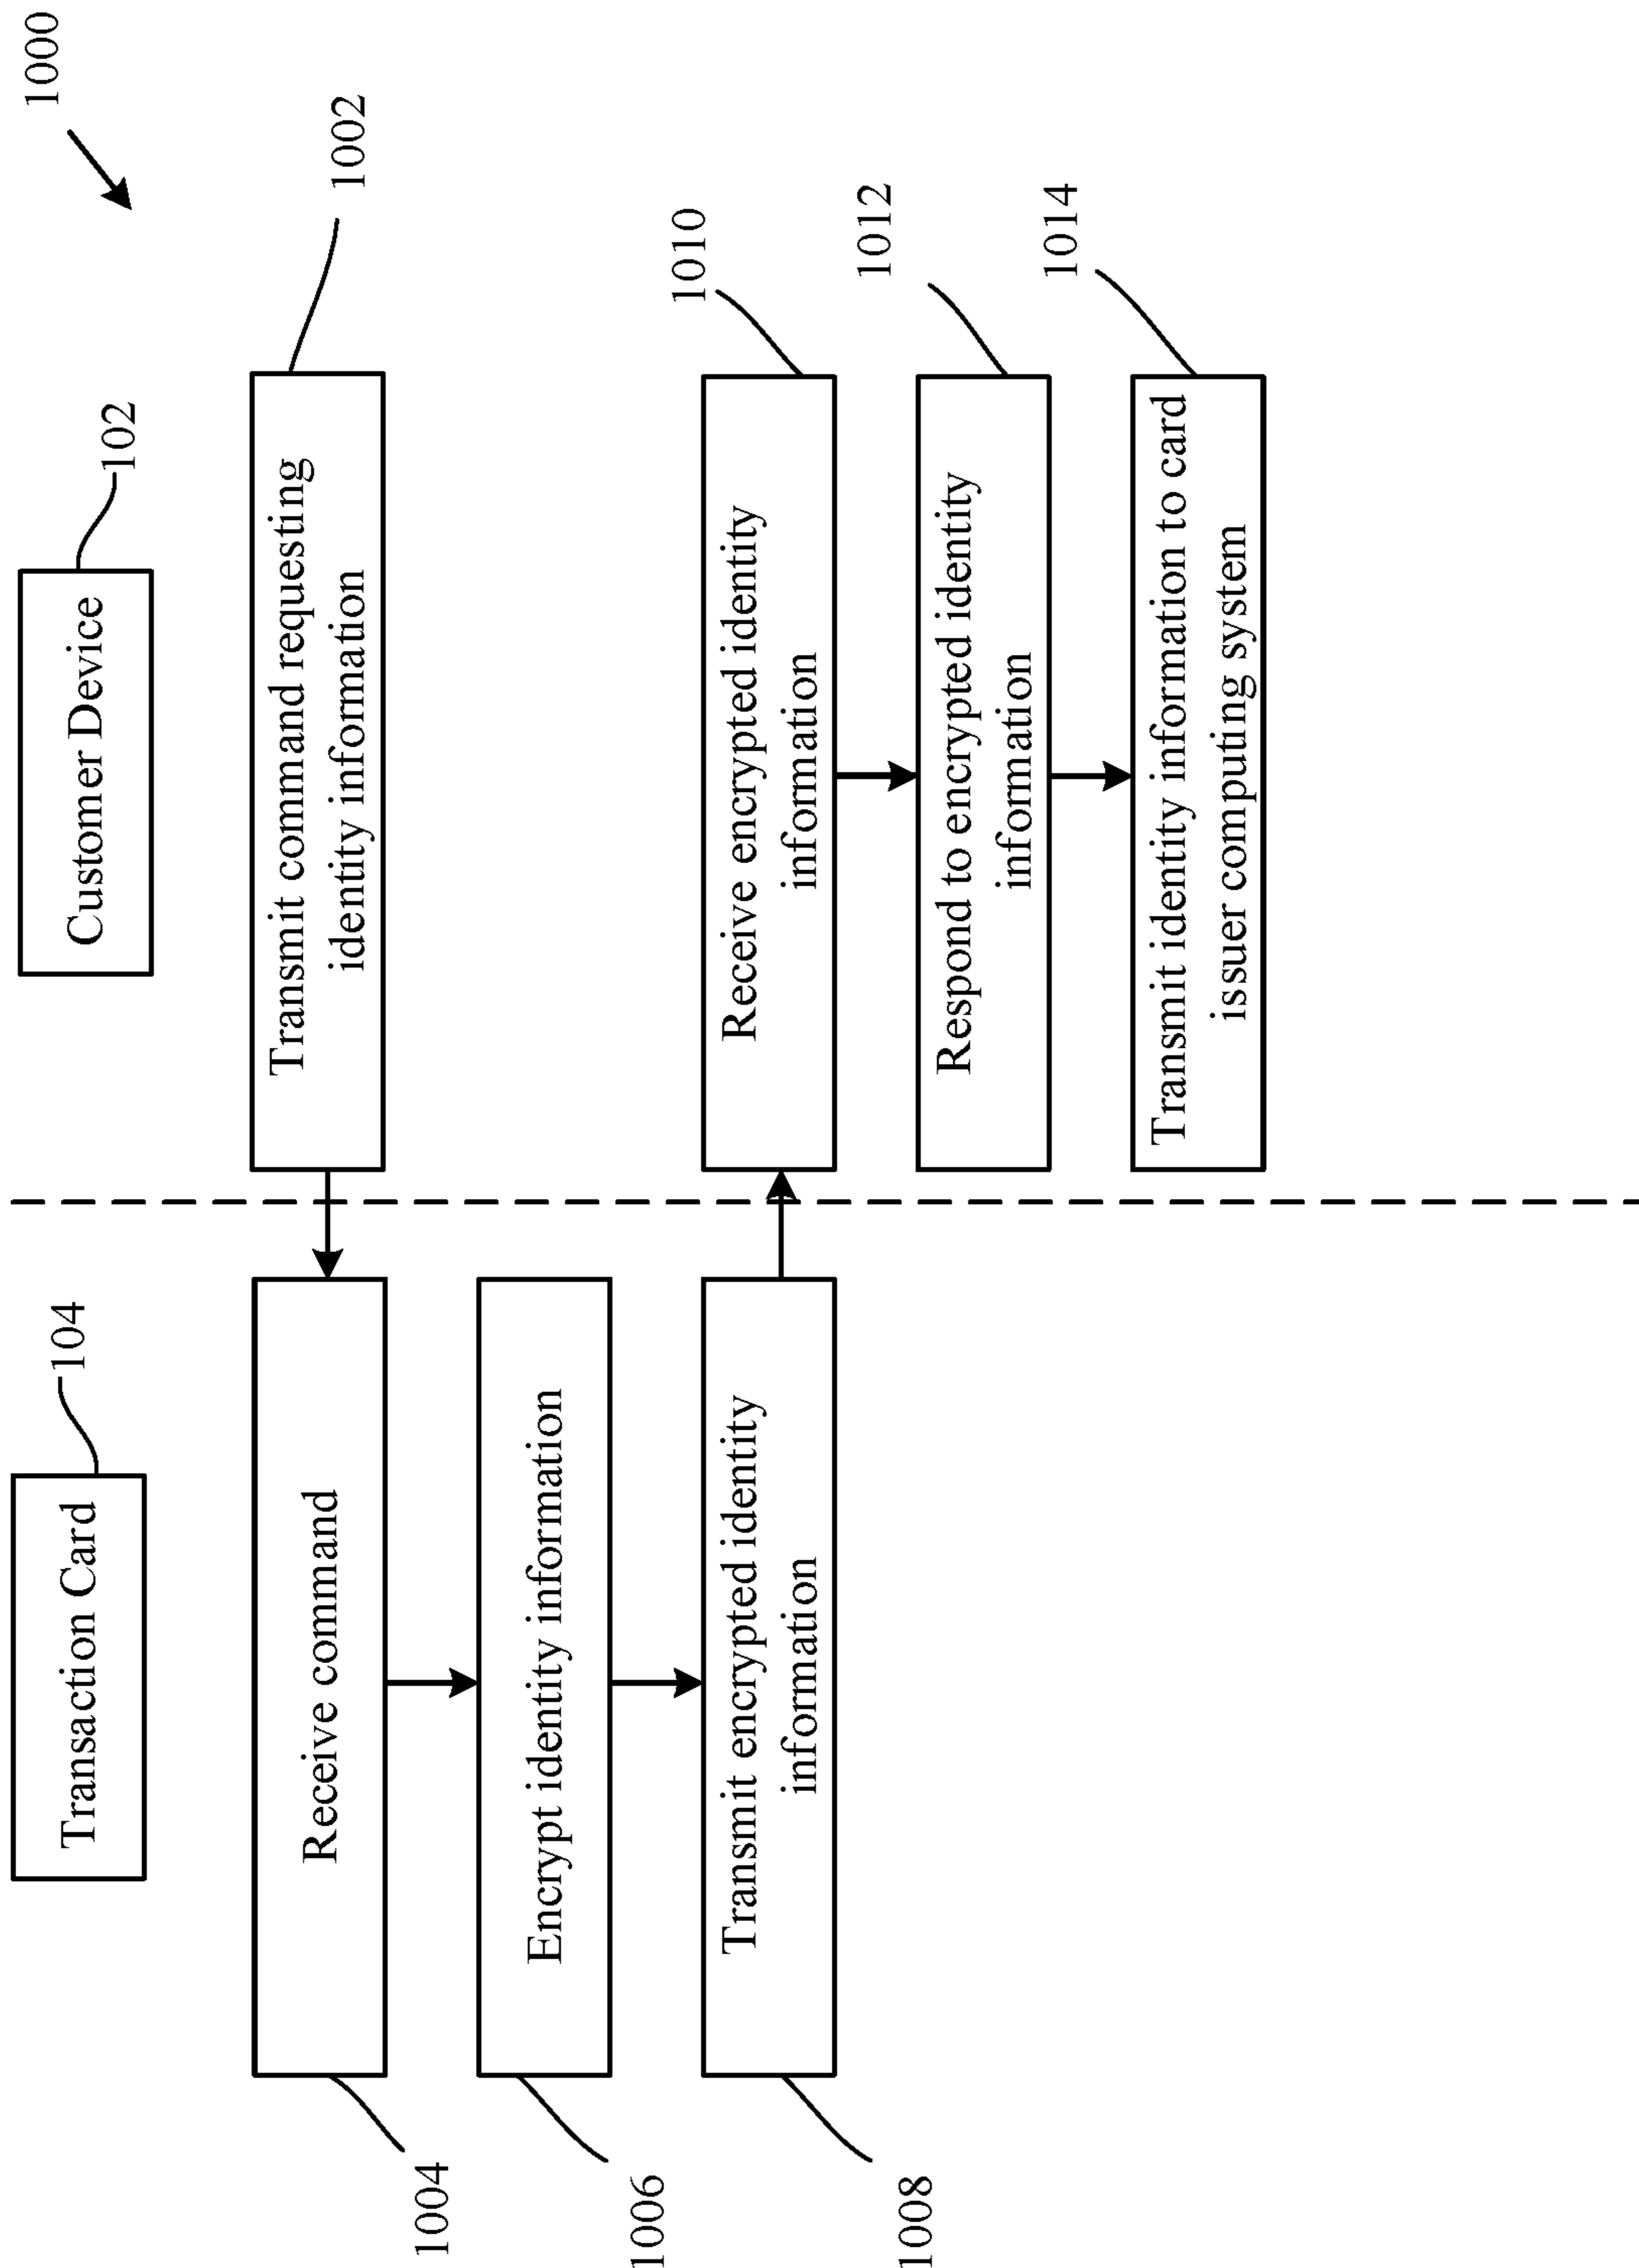 1000
Transaction Card
104
Customer Device
102
1002
Transmit command requesting
identity information
1004
Receive command
1006
Encrypt identity information
1008
Transmit encrypted identity
information
1010
Receive encrypted identity
information
1012
Respond to encrypted identity
information
1014
Transmit identity information to card
issuer computing system